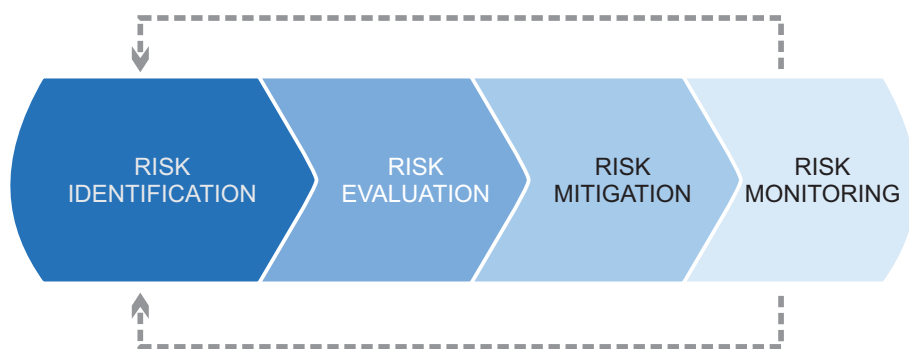 RISK
IDENTIFICATION
RISK
EVALUATION
RISK
MITIGATION
RISK
MONITORING